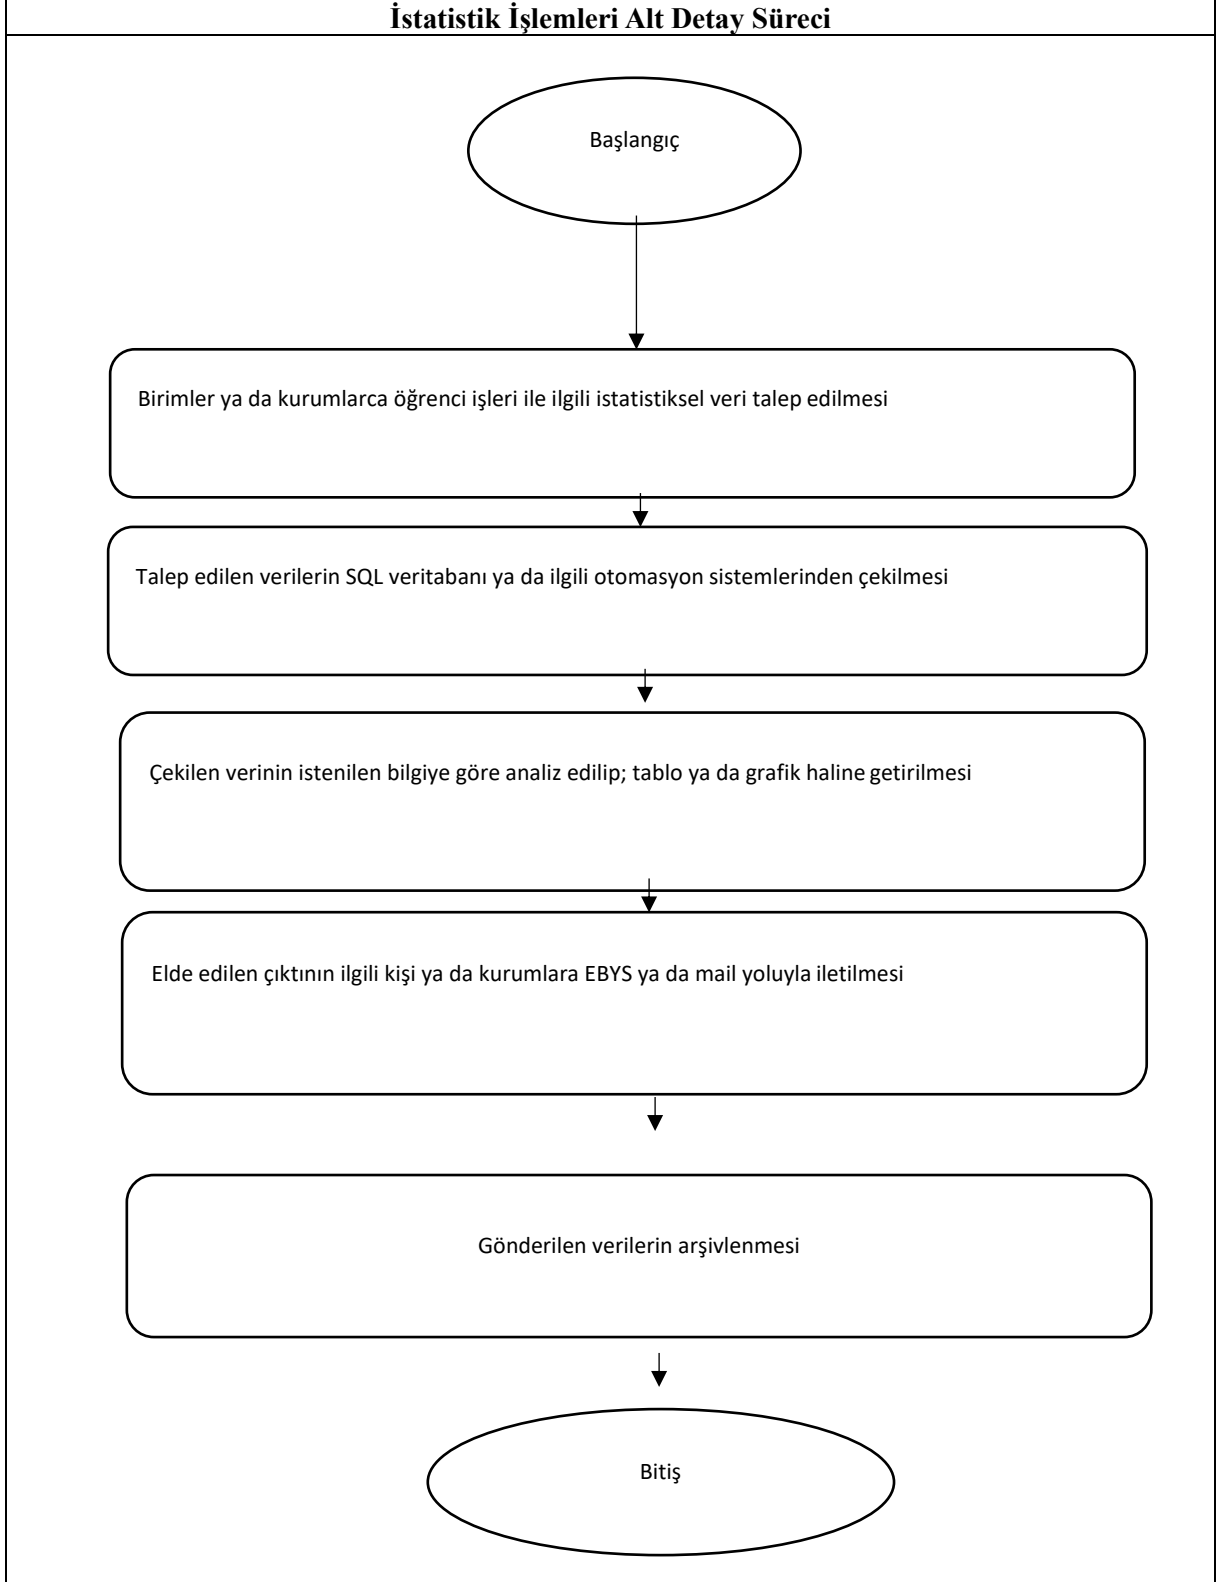 İstatistik İşlemleri Alt Detay Süreci
Başlangıç
Birimler ya da kurumlarca öğrenci işleri ile ilgili istatistiksel veri talep edilmesi
Talep edilen verilerin SQL veritabanı ya da ilgili otomasyon sistemlerinden çekilmesi
Çekilen verinin istenilen bilgiye göre analiz edilip; tablo ya da grafik haline getirilmesi
Elde edilen çıktının ilgili kişi ya da kurumlara EBYS ya da mail yoluyla iletilmesi
Gönderilen verilerin arşivlenmesi
Bitiş